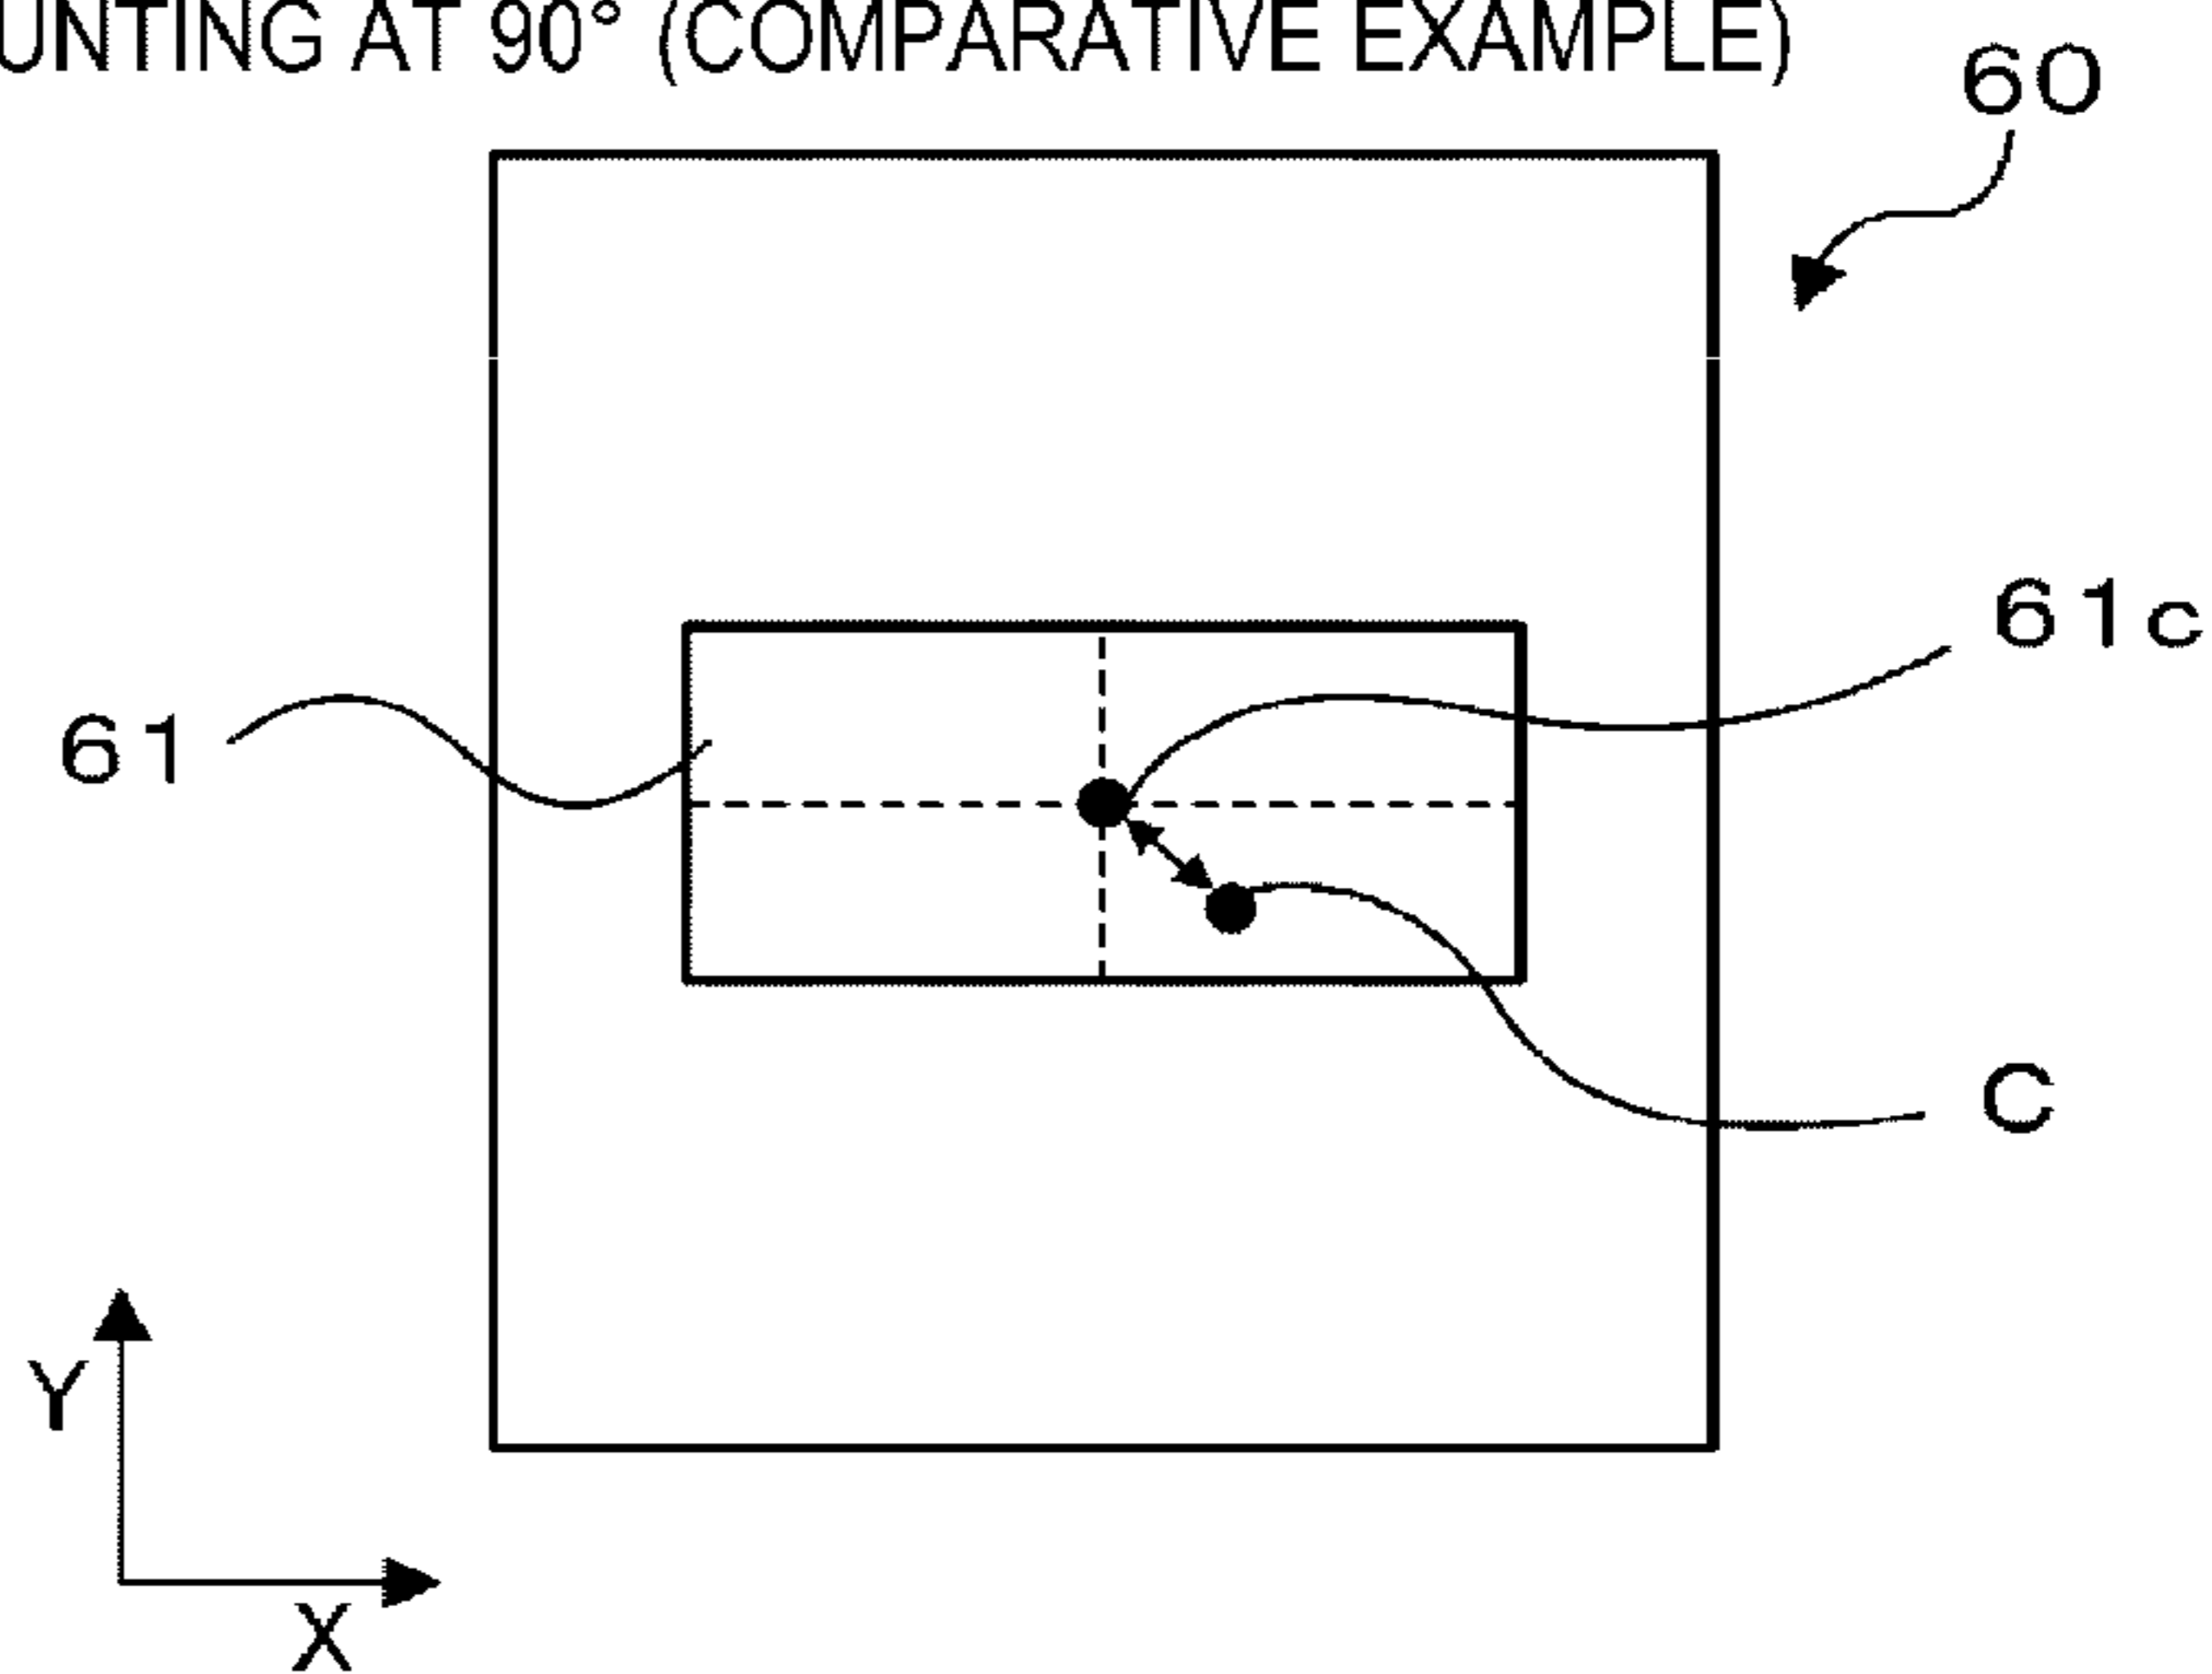 UNTING AT 90° (COMPARATIVE EXAMPLE)
60
61c
61
C
Y
X